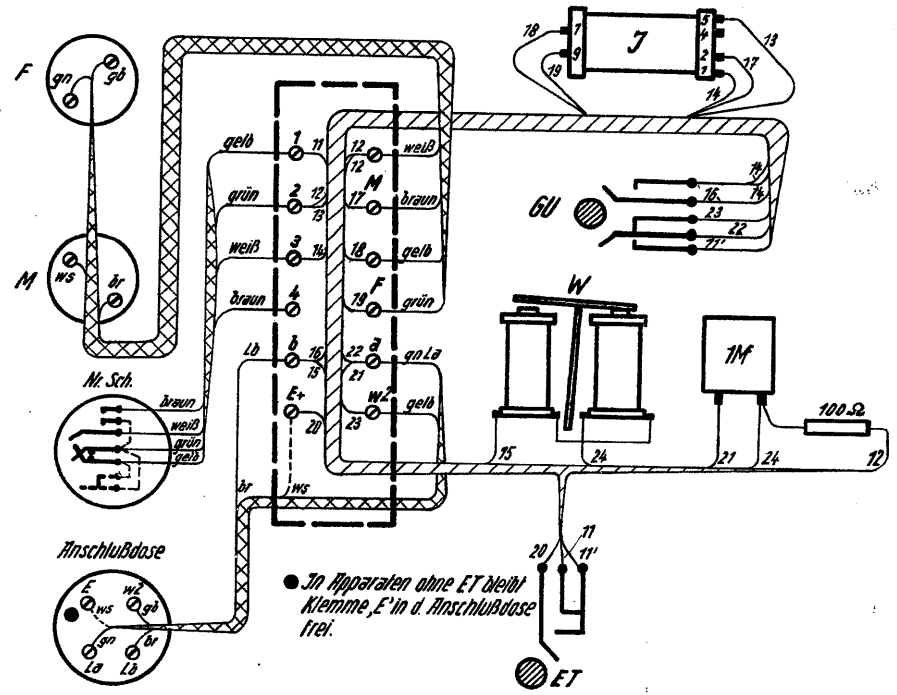 F
gn
gb
M
ws
br
Nr. Sch.
braun
weiß
grün
gelb
Anschlußdose
E
w2
ws
gb
gn
br
La
Lb
gelb
grün
weiß
braun
Lb
br
1
11
2
12
13
3
14
4
b
16
15
E+
20
ws
12
12
weiß
M
17
braun
18
gelb
F
19
grün
22
a
21
gn La
w2
23
gelb
18
19
7
9
J
5
4
2
1
13
17
14
GU
14
16
14
23
22
11'
W
1M
100 Ω
15
24
21
24
12
20
11
11'
ET
In Apparaten ohne ET bleibt
Klemme „E' in d. Anschlußdose
frei.